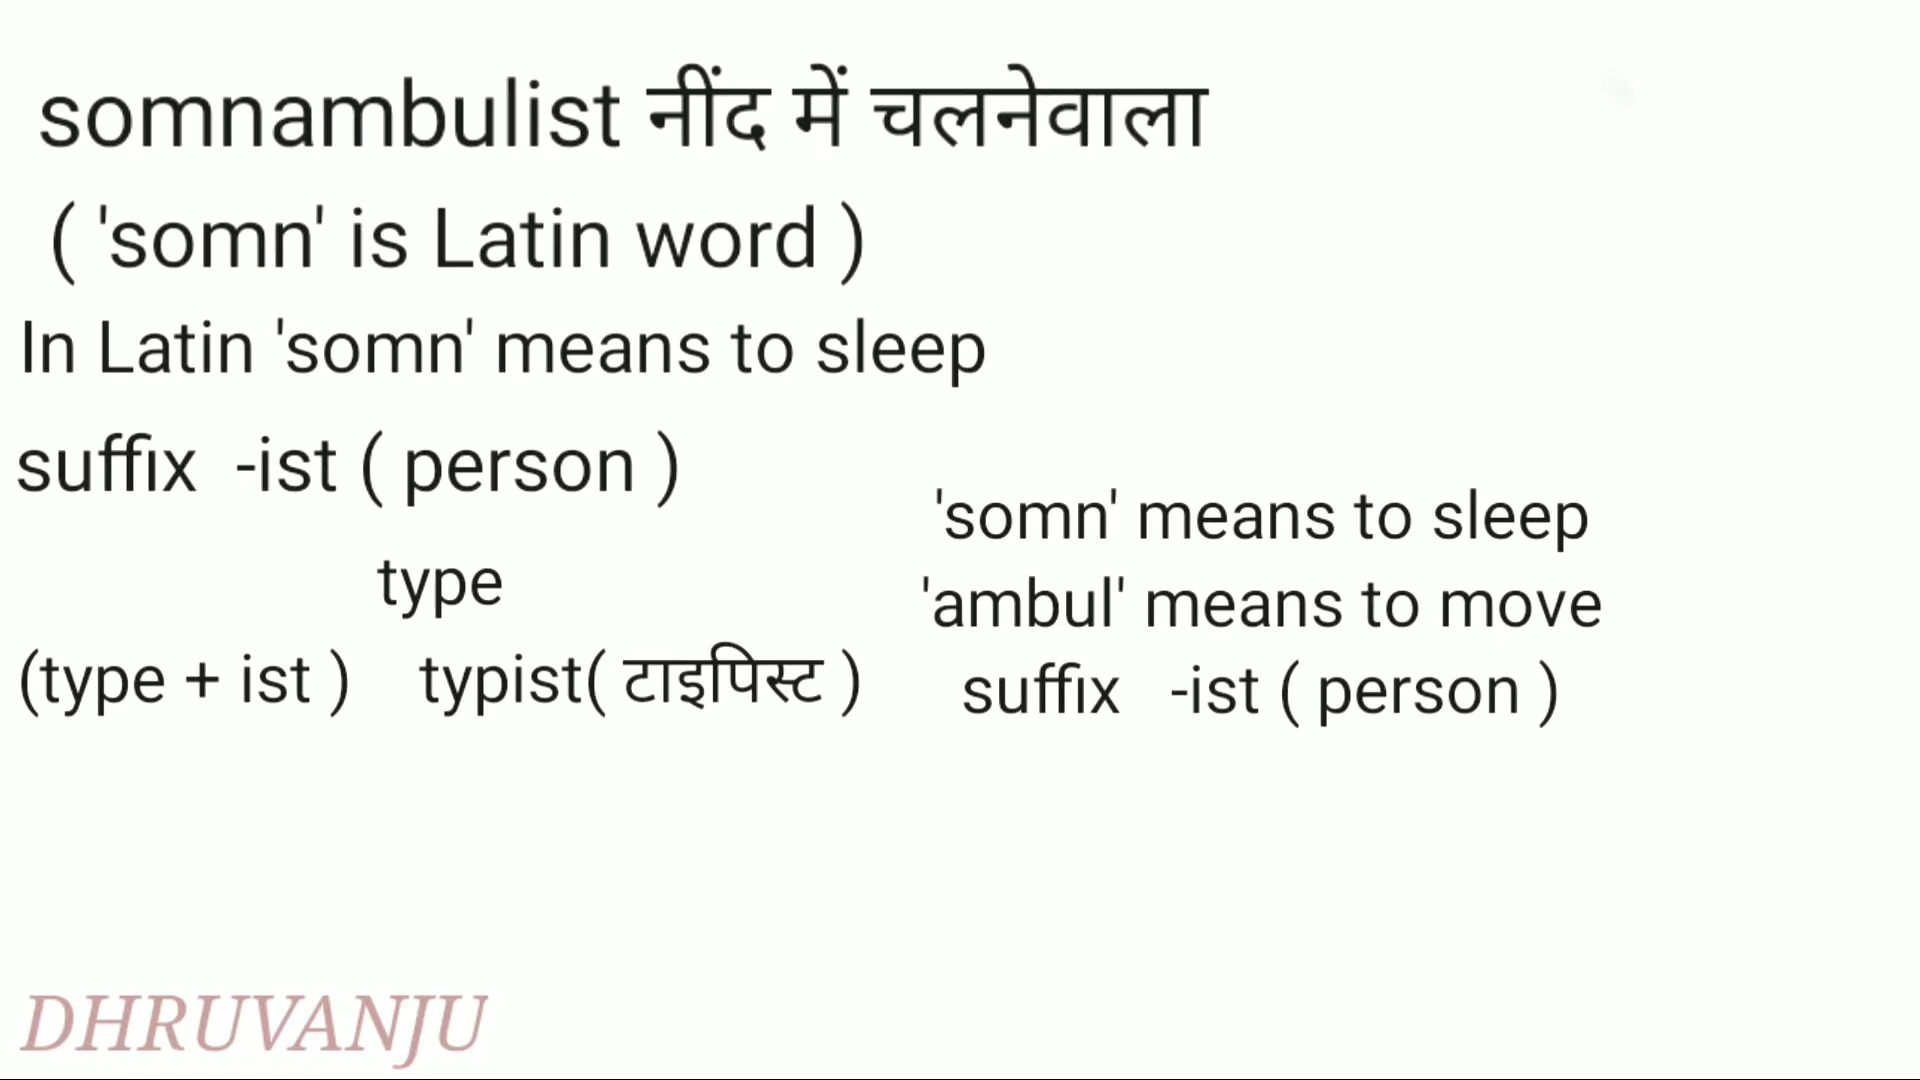 somnambulist नींद में चलनेवाला
( 'somn' is Latin word )
In Latin 'somn' means to sleep
suffix -ist ( person )
type
(type + ist ) typist( टाइपिस्ट )
'somn' means to sleep
'ambul' means to move
suffix -ist ( person )
DHRUVANJU